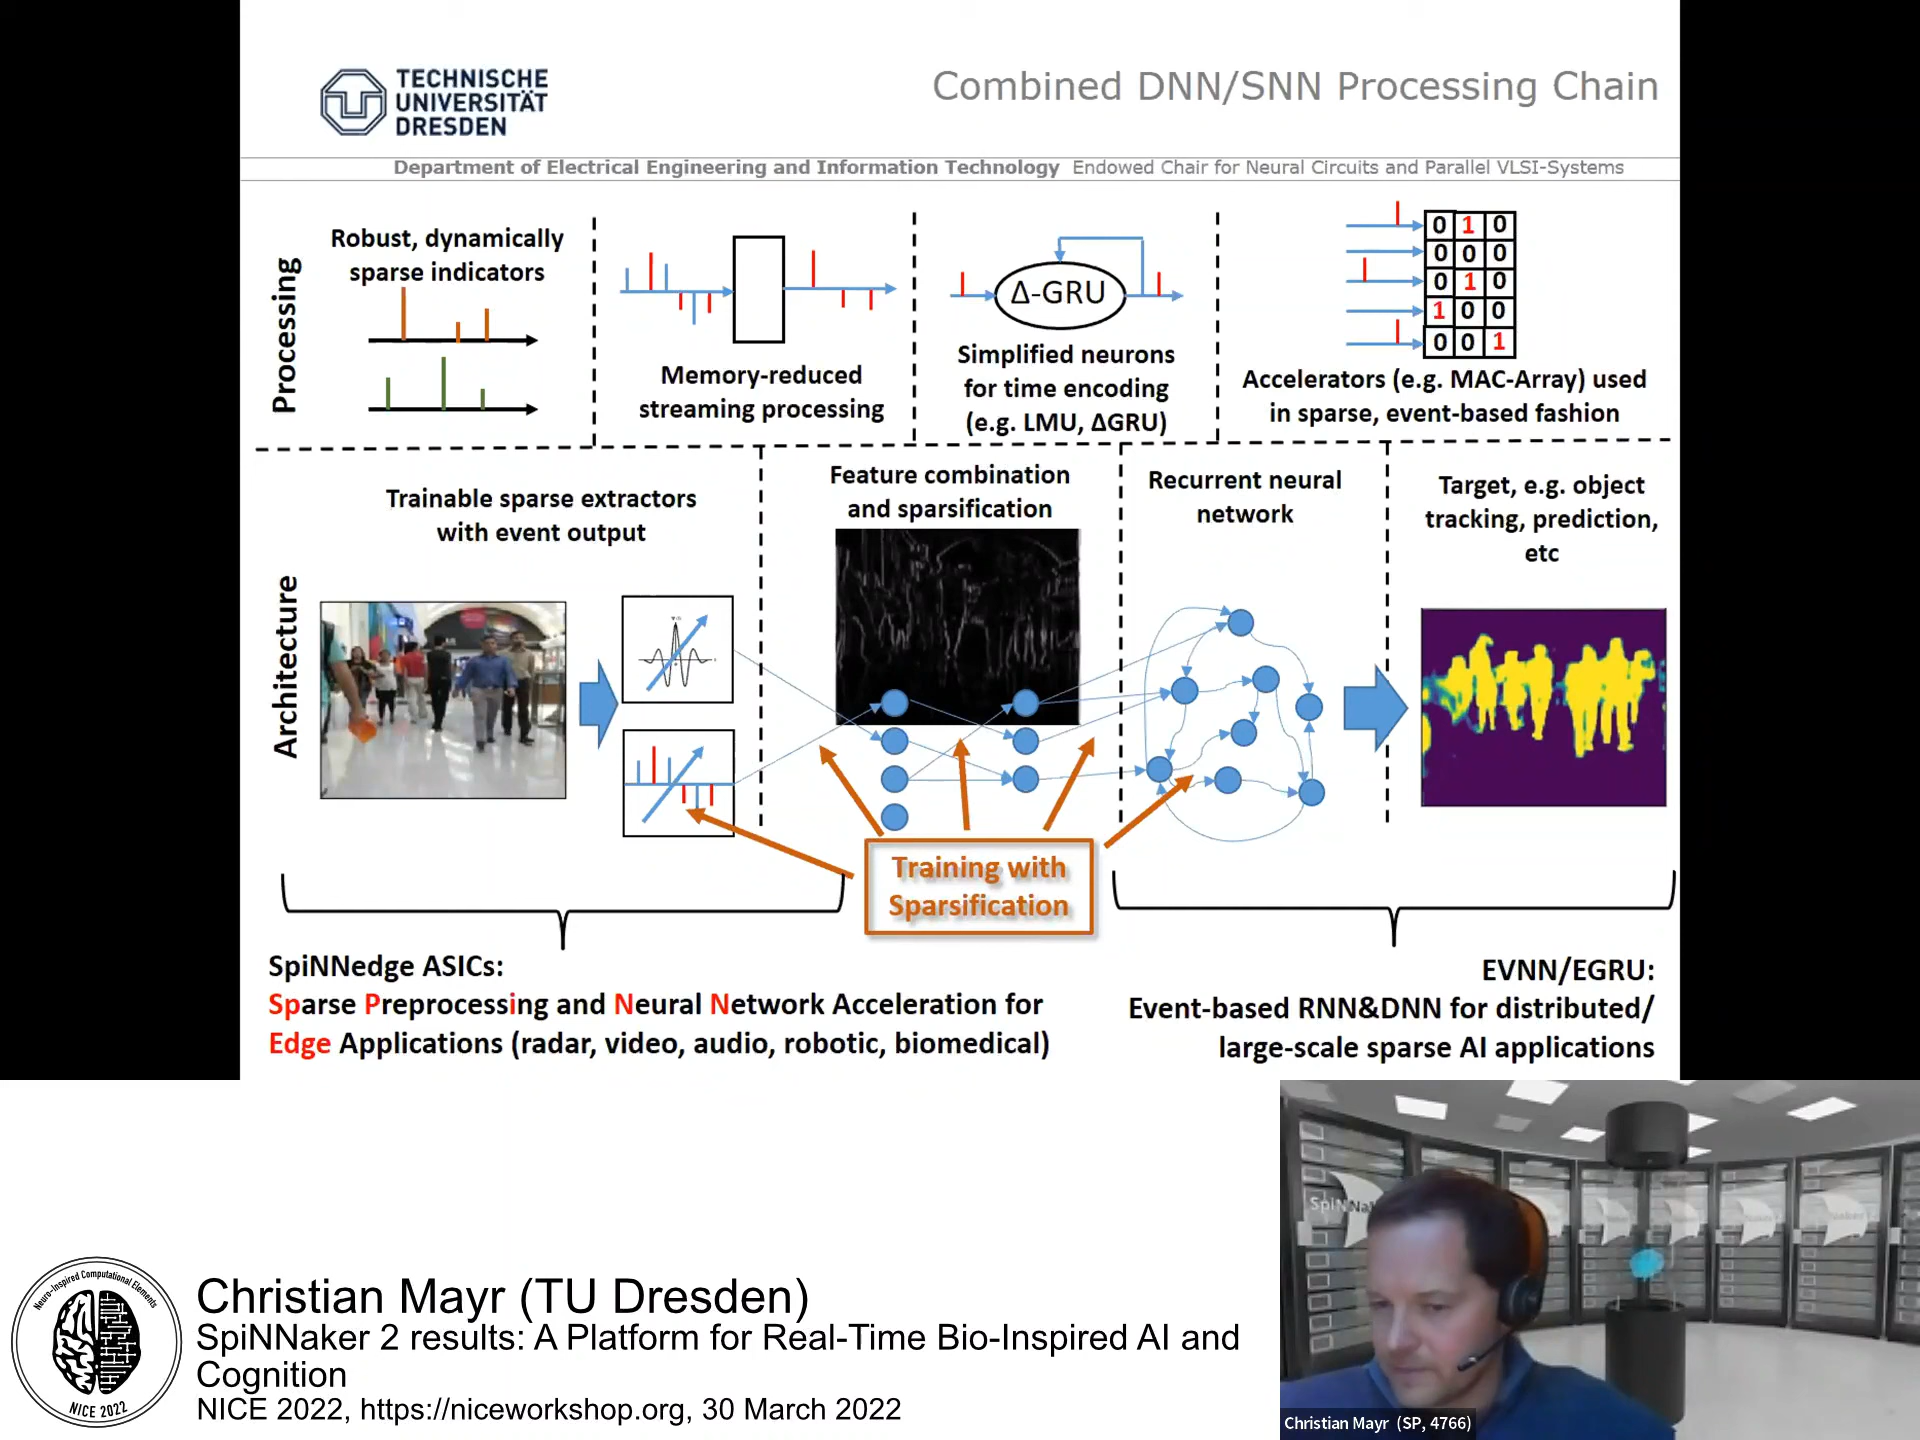 TECHNISCHE
UNIVERSITÄT
DRESDEN
Combined DNN/SNN Processing Chain
Department of Electrical Engineering and Information Technology Endowed Chair for Neural Circuits and Parallel VLSI-Systems
Processing
Robust, dynamically
sparse indicators
Memory-reduced
streaming processing
Δ-GRU
Simplified neurons
for time encoding
(e.g. LMU, ΔGRU)
0 1 0
0 0 0
0 1 0
1 0 0
0 0 1
Accelerators (e.g. MAC-Array) used
in sparse, event-based fashion
Architecture
Trainable sparse extractors
with event output
Feature combination
and sparsification
Recurrent neural
network
Target, e.g. object
tracking, prediction,
etc
Training with
Sparsification
SpiNNedge ASICs:
Sparse Preprocessing and Neural Network Acceleration for
Edge Applications (radar, video, audio, robotic, biomedical)
EVNN/EGRU:
Event-based RNN&DNN for distributed/
large-scale sparse AI applications
Neuro-Inspired Computational Elements
NICE 2022
Christian Mayr (TU Dresden)
SpiNNaker 2 results: A Platform for Real-Time Bio-Inspired AI and
Cognition
NICE 2022, https://niceworkshop.org, 30 March 2022
Christian Mayr (SP, 4766)